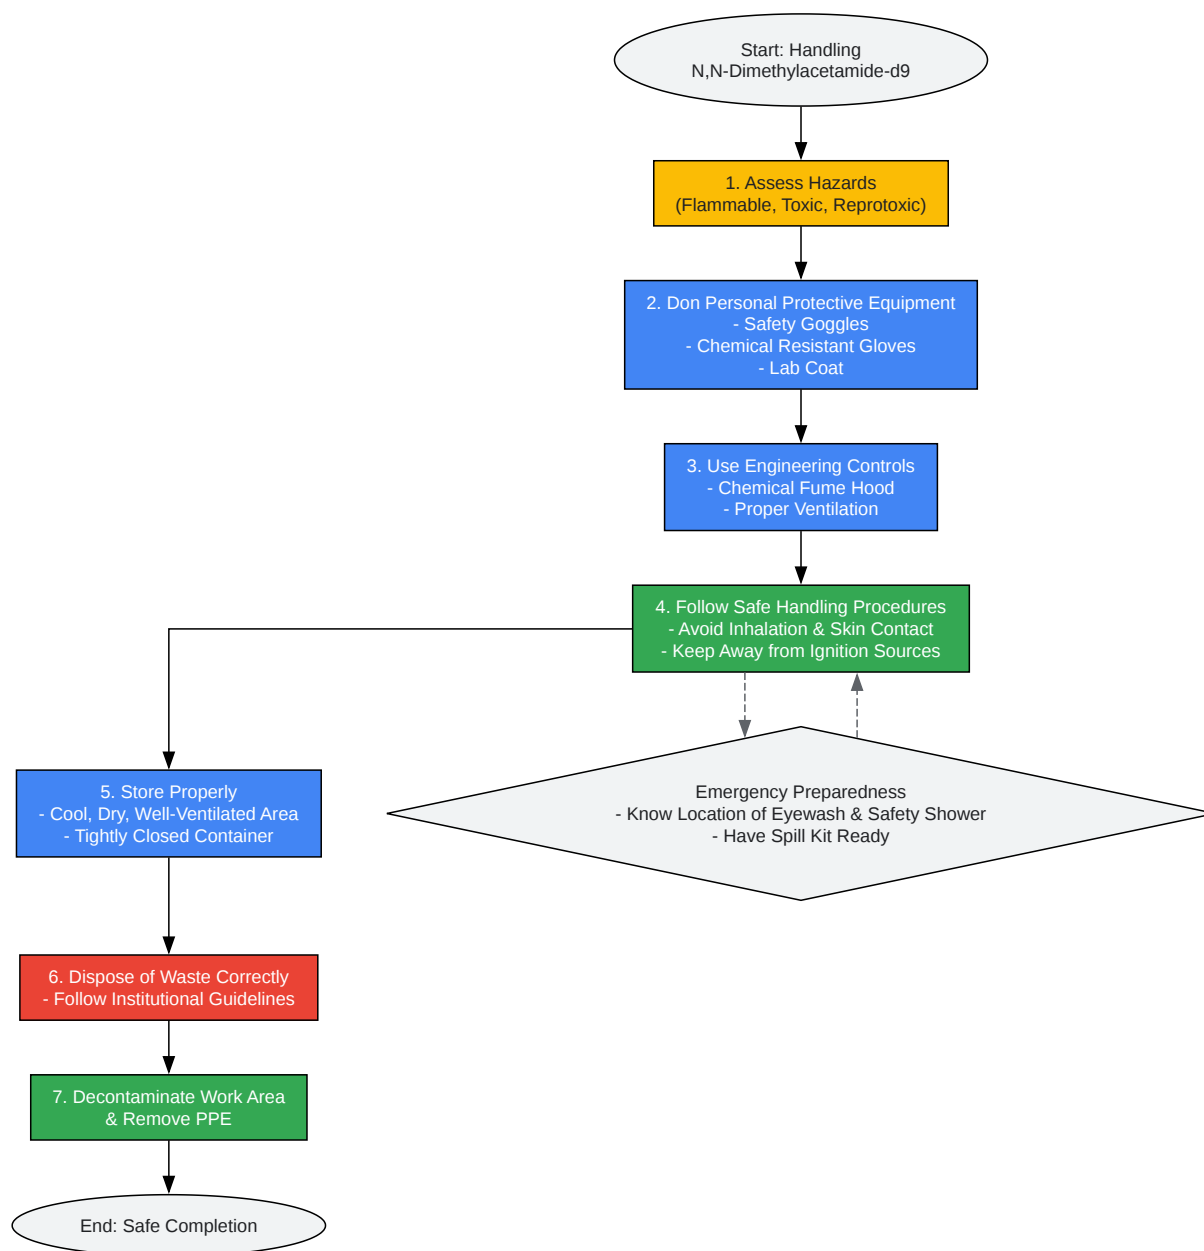 Start: Handling
N,N-Dimethylacetamide-d9
1. Assess Hazards
(Flammable, Toxic, Reprotoxic)
2. Don Personal Protective Equipment
- Safety Goggles
- Chemical Resistant Gloves
- Lab Coat
3. Use Engineering Controls
- Chemical Fume Hood
- Proper Ventilation
4. Follow Safe Handling Procedures
- Avoid Inhalation & Skin Contact
- Keep Away from Ignition Sources
Emergency Preparedness
- Know Location of Eyewash & Safety Shower
- Have Spill Kit Ready
5. Store Properly
- Cool, Dry, Well-Ventilated Area
- Tightly Closed Container
6. Dispose of Waste Correctly
- Follow Institutional Guidelines
7. Decontaminate Work Area
& Remove PPE
End: Safe Completion